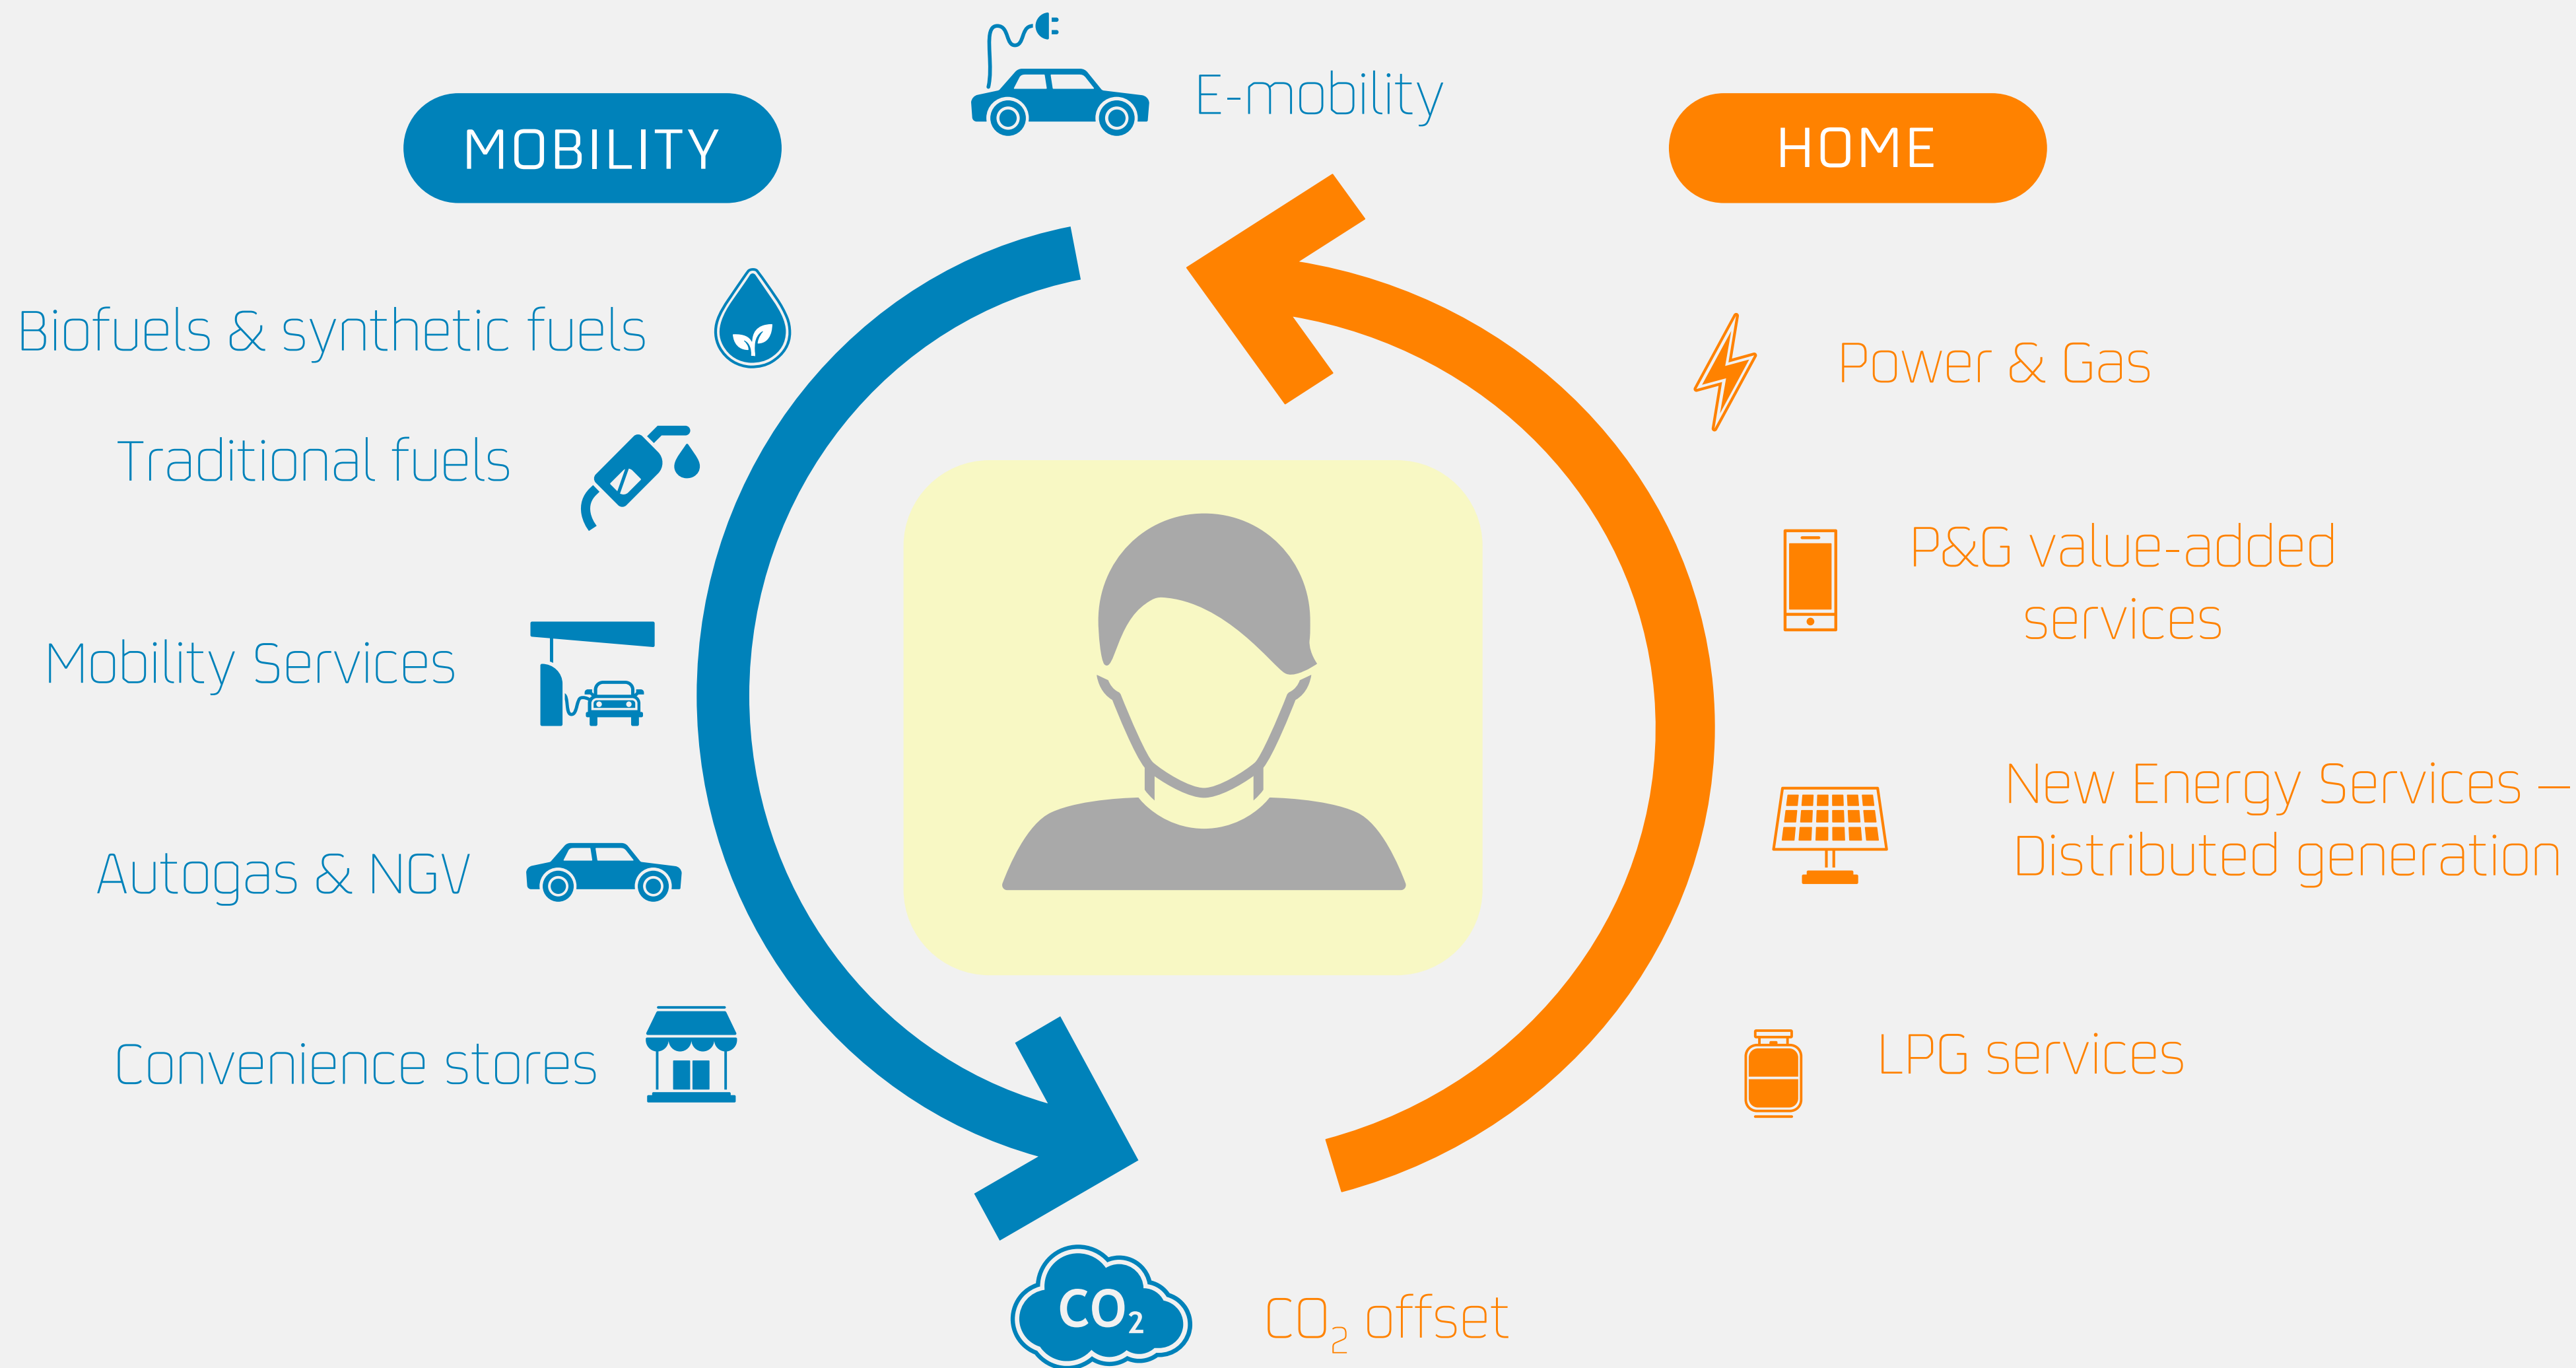 E-mobility
MOBILITY
HOME
Biofuels & synthetic fuels
Power & Gas
Traditional fuels
P&G value-added
services
Mobility Services
New Energy Services –
Distributed generation
Autogas & NGV
LPG services
Convenience stores
CO₂
CO₂ offset